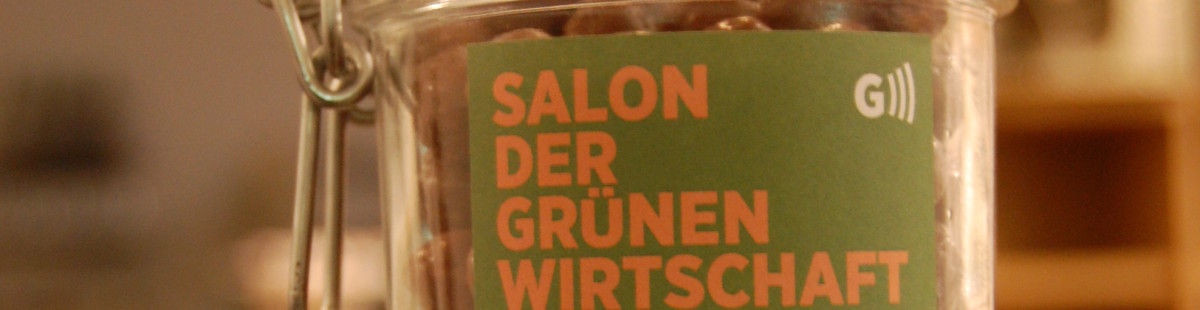 SALON
G
DER
GRÜNEN
WIRTSCHAFT